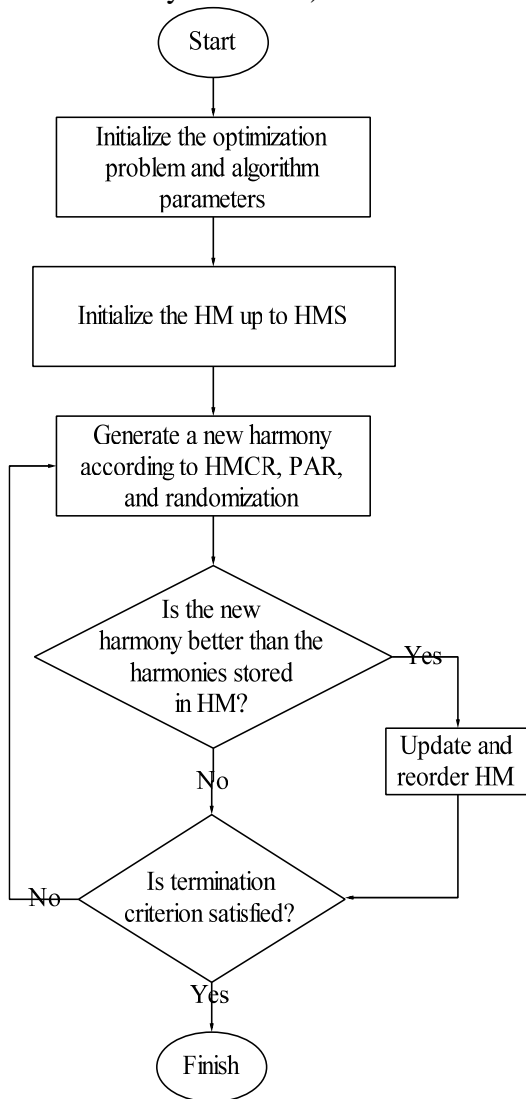 Start
Initialize the optimization
problem and algorithm
parameters
Initialize the HM up to HMS
Generate a new harmony
according to HMCR, PAR,
and randomization
Is the new
harmony better than the
harmonies stored
in HM?
Yes
Update and
reorder HM
No
Is termination
criterion satisfied?
No
Yes
Finish